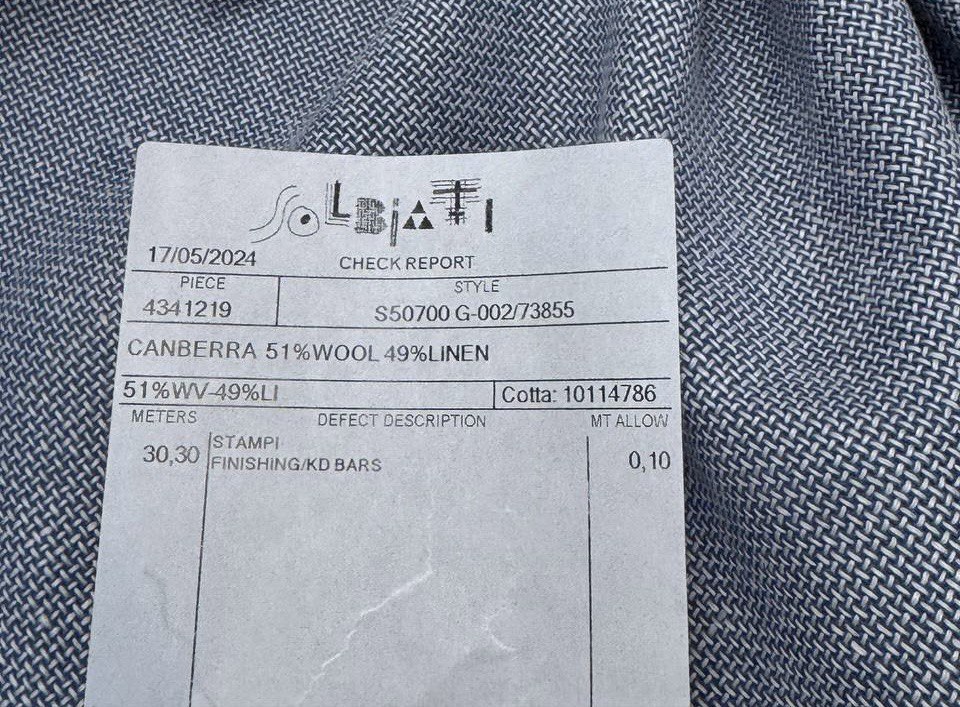 SOLBIATI
17/05/2024 CHECK REPORT
PIECE STYLE
4341219 S50700 G-002/73855
CANBERRA 51%WOOL 49%LINEN
51%WV-49%LI Cotta: 10114786
METERS DEFECT DESCRIPTION MT ALLOW
30,30 STAMPI 0,10
FINISHING/KD BARS